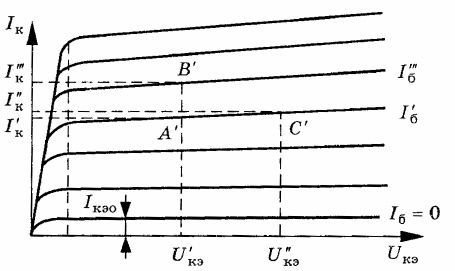 Iк
I‴к
B′
I‴б
I″к
I′к
A′
C′
I′б
Iкэо
Iб = 0
U′кэ
U″кэ
Uкэ